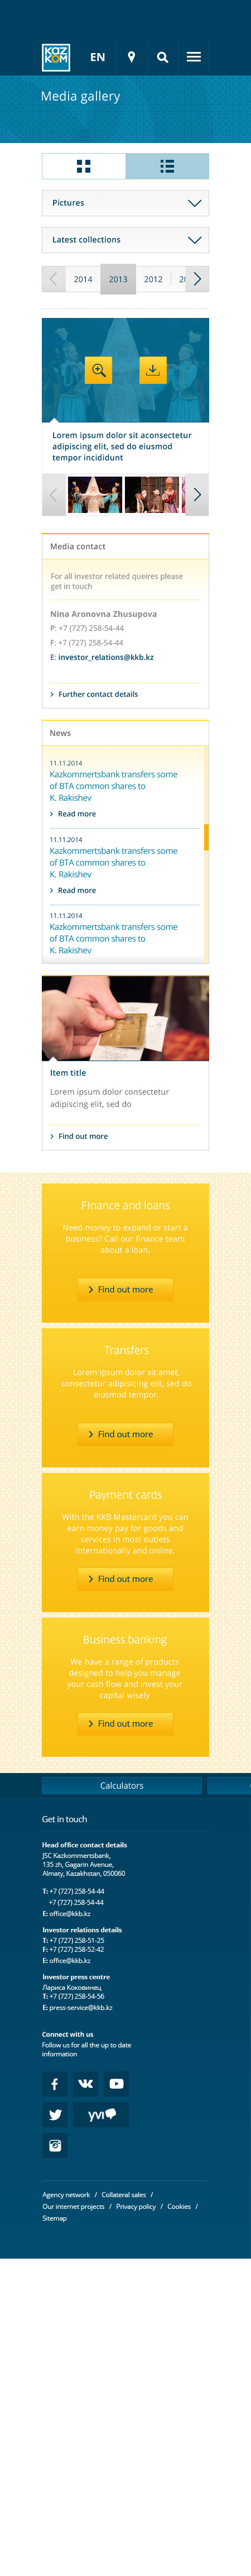 KAZ
KOM
EN
Media gallery
Pictures
Latest collections
2014 2013 2012
Lorem ipsum dolor sit aconsectetur
adipiscing elit, sed do eiusmod
tempor incididunt
Media contact
For all investor related queires please
get in touch
Nina Aronovna Zhusupova
P: +7 (727) 258-54-44
F: +7 (727) 258-54-44
E: investor_relations@kkb.kz
Further contact details
News
11.11.2014
Kazkommertsbank transfers some
of BTA common shares to
K. Rakishev
Read more
11.11.2014
Kazkommertsbank transfers some
of BTA common shares to
K. Rakishev
Read more
11.11.2014
Kazkommertsbank transfers some
of BTA common shares to
K. Rakishev
Item title
Lorem ipsum dolor consectetur
adipiscing elit, sed do
Find out more
FInance and loans
Need money to expand or start a
business? Call our finance team
about a loan.
Find out more
Transfers
Lorem ipsum dolor sit amet,
consectetur adipisicing elit, sed do
eiusmod tempor.
Find out more
Payment cards
With the KKB Mastercard you can
earn money pay for goods and
services in most outiets
internationally and online.
Find out more
Business banking
We have a range of products
designed to help you manage
your cash flow and invest your
capital wisely
Find out more
Calculators
Get in touch
Head office contact details
JSC Kazkommertsbank,
135 zh, Gagarin Avenue,
Almaty, Kazakhstan, 050060
T: +7 (727) 258-54-44
+7 (727) 258-54-44
E: office@kkb.kz
Investor relations details
T: +7 (727) 258-51-25
F: +7 (727) 258-52-42
E: office@kkb.kz
Investor press centre
Лариса Коковинец
T: +7 (727) 258-54-56
E: press-service@kkb.kz
Connect with us
Follow us for all the up to date
information
yvi
Agency network / Collateral sales /
Our internet projects / Privacy policy / Cookies /
Sitemap